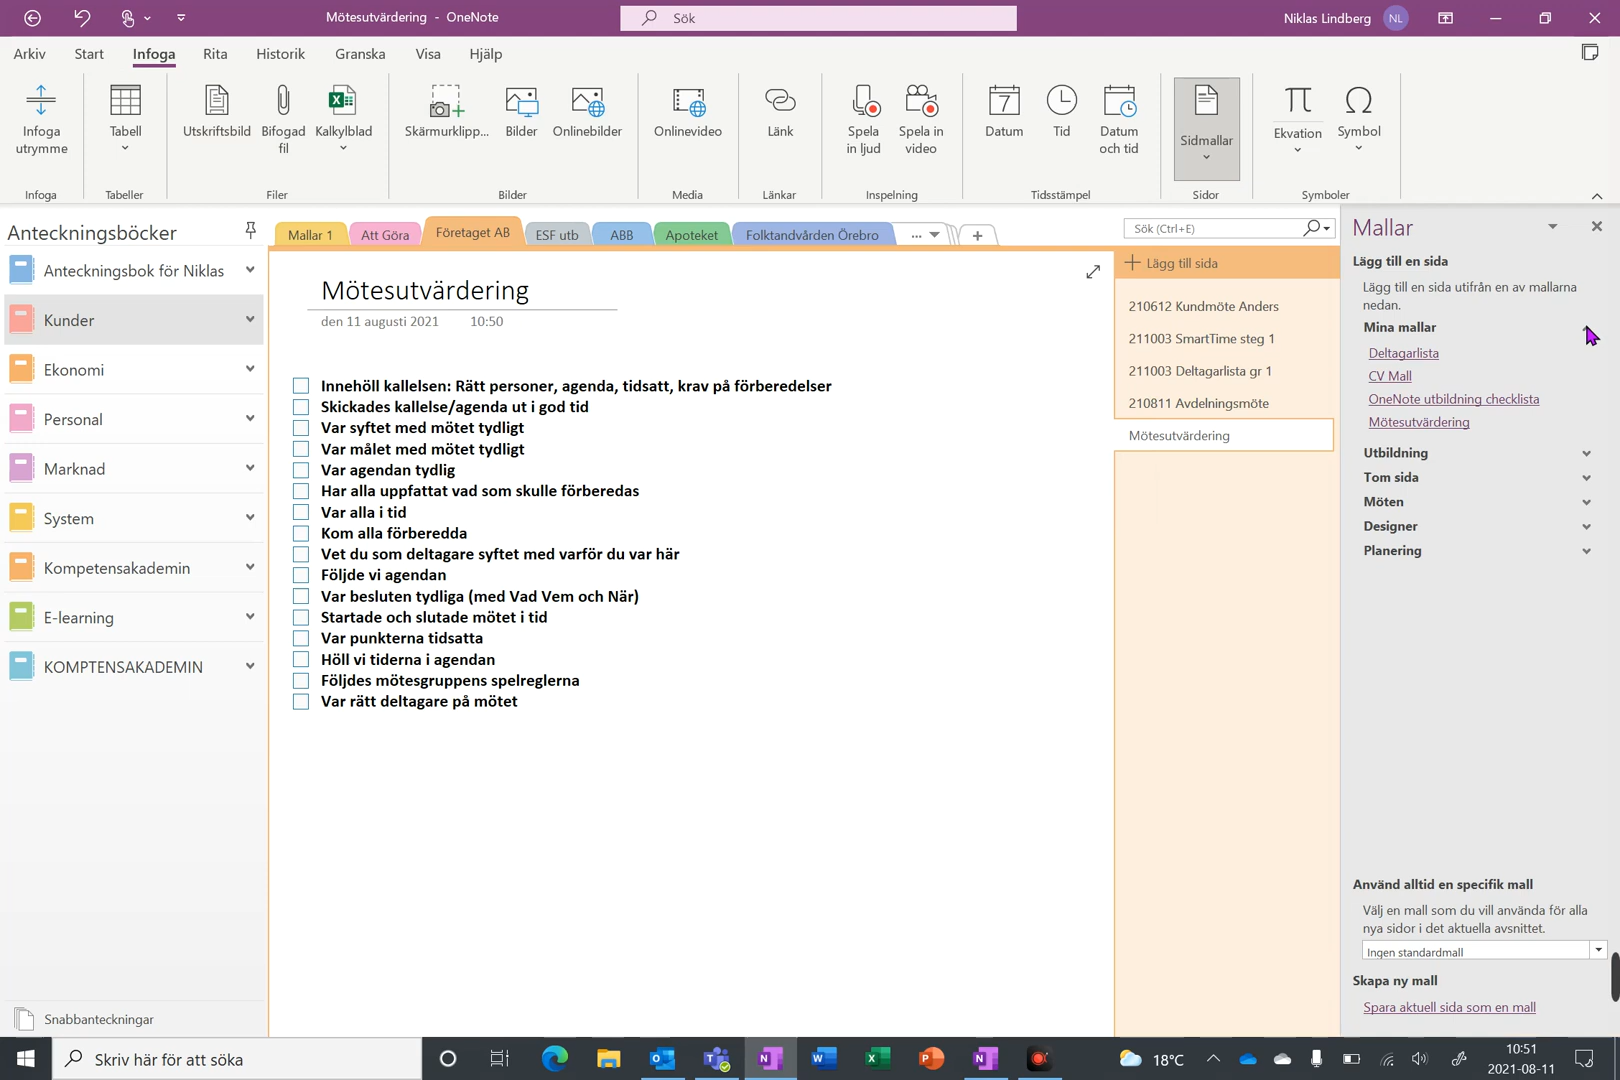 Mötesutvärdering - OneNote
Sök
Niklas Lindberg
NL
Arkiv
Start
Infoga
Rita
Historik
Granska
Visa
Hjälp
Infoga
utrymme
Tabell
Utskriftsbild
Bifogad
fil
Kalkylblad
Skärmurklipp...
Bilder
Onlinebilder
Onlinevideo
Länk
Spela
in ljud
Spela in
video
Datum
Tid
Datum
och tid
Sidmallar
Ekvation
Symbol
Infoga
Tabeller
Filer
Bilder
Media
Länkar
Inspelning
Tidsstämpel
Sidor
Symboler
Anteckningsböcker
Anteckningsbok för Niklas
Kunder
Ekonomi
Personal
Marknad
System
Kompetensakademin
E-learning
KOMPTENSAKADEMIN
Snabbanteckningar
Mallar 1
Att Göra
Företaget AB
ESF utb
ABB
Apoteket
Folktandvården Örebro
...
Sök (Ctrl+E)
Mötesutvärdering
den 11 augusti 2021 10:50
Innehöll kallelsen: Rätt personer, agenda, tidsatt, krav på förberedelser
Skickades kallelse/agenda ut i god tid
Var syftet med mötet tydligt
Var målet med mötet tydligt
Var agendan tydlig
Har alla uppfattat vad som skulle förberedas
Var alla i tid
Kom alla förberedda
Vet du som deltagare syftet med varför du var här
Följde vi agendan
Var besluten tydliga (med Vad Vem och När)
Startade och slutade mötet i tid
Var punkterna tidsatta
Höll vi tiderna i agendan
Följdes mötesgruppens spelreglerna
Var rätt deltagare på mötet
Lägg till sida
210612 Kundmöte Anders
211003 SmartTime steg 1
211003 Deltagarlista gr 1
210811 Avdelningsmöte
Mötesutvärdering
Mallar
Lägg till en sida
Lägg till en sida utifrån en av mallarna
nedan.
Mina mallar
Deltagarlista
CV Mall
OneNote utbildning checklista
Mötesutvärdering
Utbildning
Tom sida
Möten
Designer
Planering
Använd alltid en specifik mall
Välj en mall som du vill använda för alla
nya sidor i det aktuella avsnittet.
Ingen standardmall
Skapa ny mall
Spara aktuell sida som en mall
Skriv här för att söka
18°C
10:51
2021-08-11